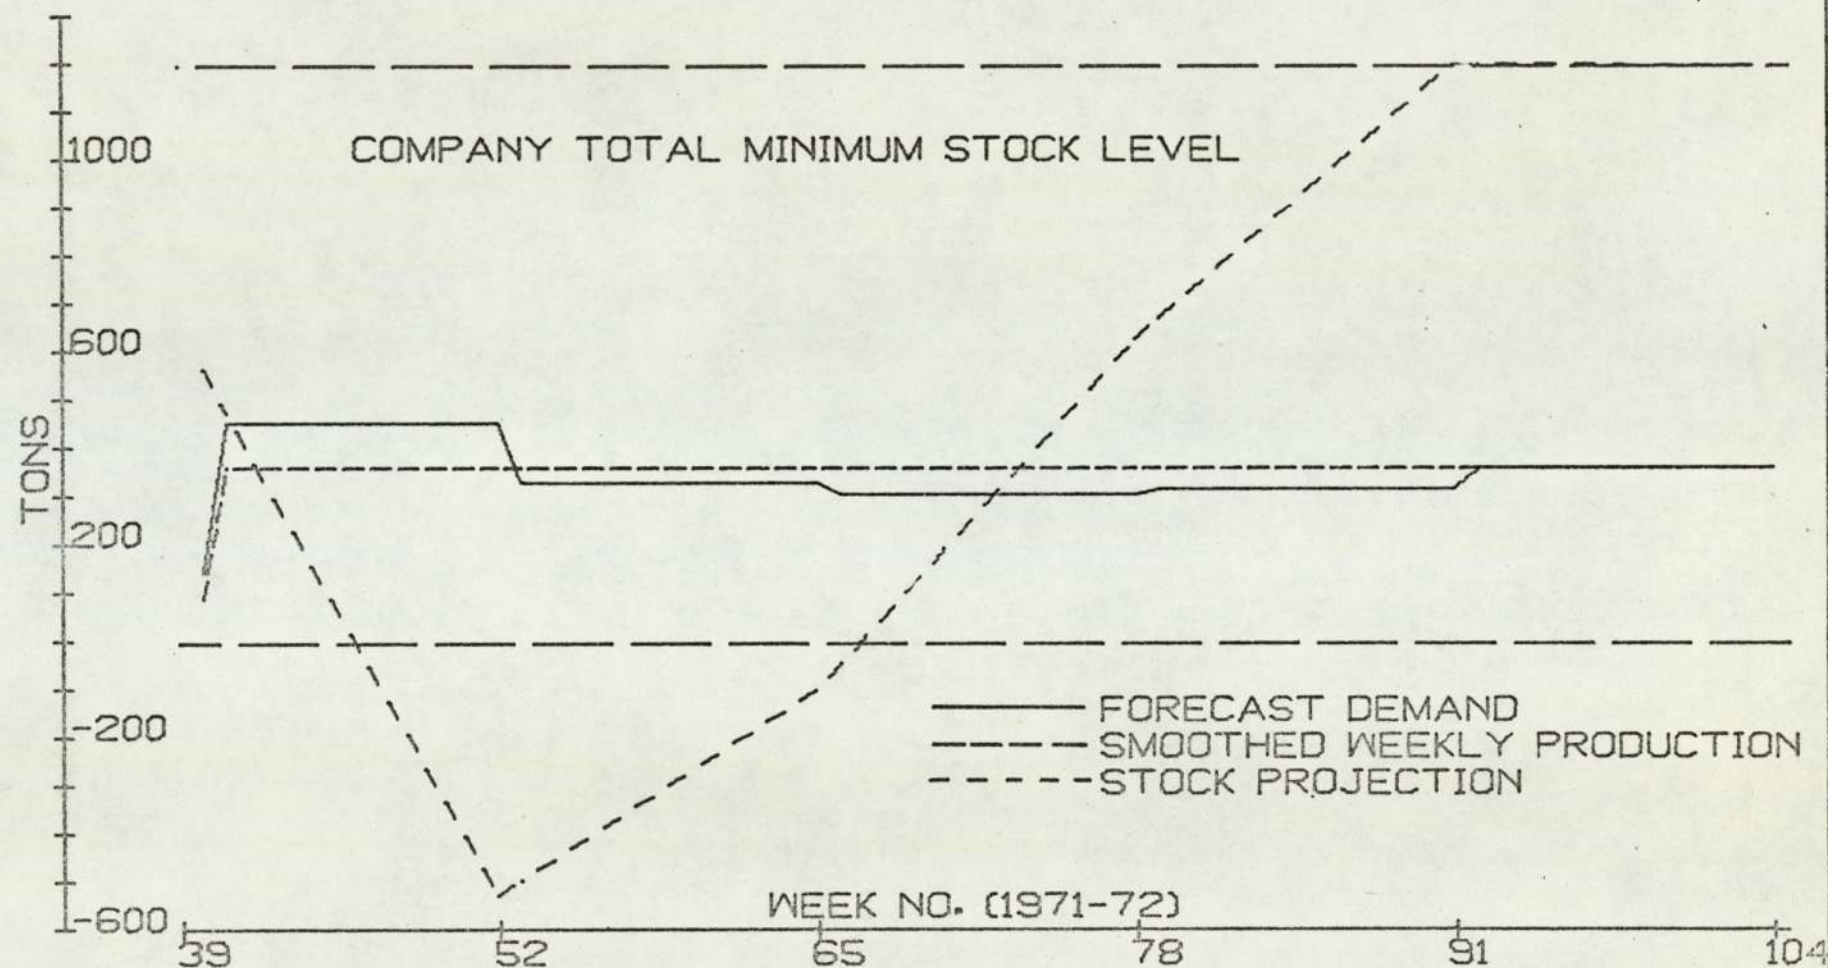 1000
COMPANY TOTAL MINIMUM STOCK LEVEL
600
TONS
200
-200
FORECAST DEMAND
SMOOTHED WEEKLY PRODUCTION
STOCK PROJECTION
WEEK NO. (1971-72)
-600
39 52 65 78 91 104